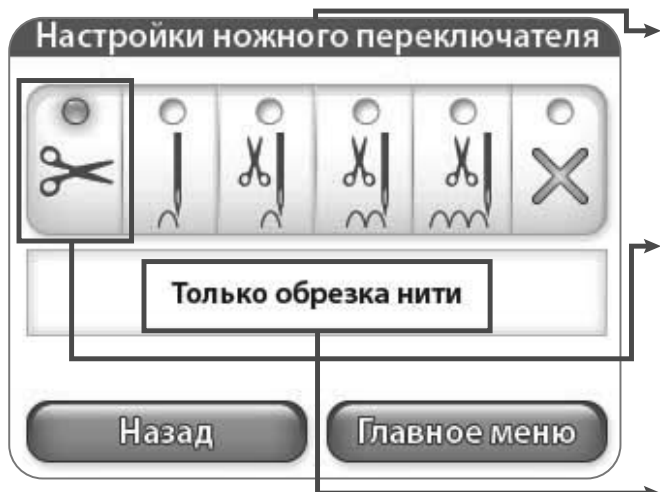 Настройки ножного переключателя
Только обрезка нити
Назад
Главное меню